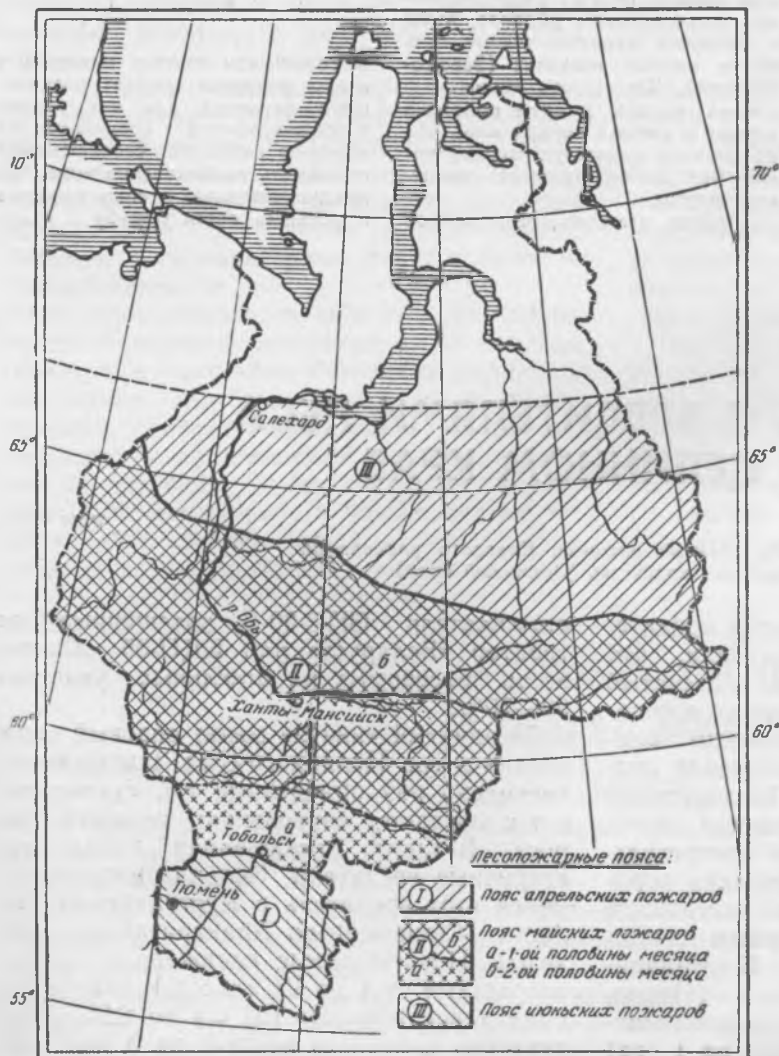 10°
70°
Салехард
III
65°
65°
р. Обь
б
II
Ханты-Мансийск
60°
60°
а
Тобольск
Тюмень
I
55°
Лесопожарные пояса:
I Пояс апрельских пожаров
II б а Пояс майских пожаров
а-1-ой половины месяца
б-2-ой половины месяца
III Пояс июньских пожаров